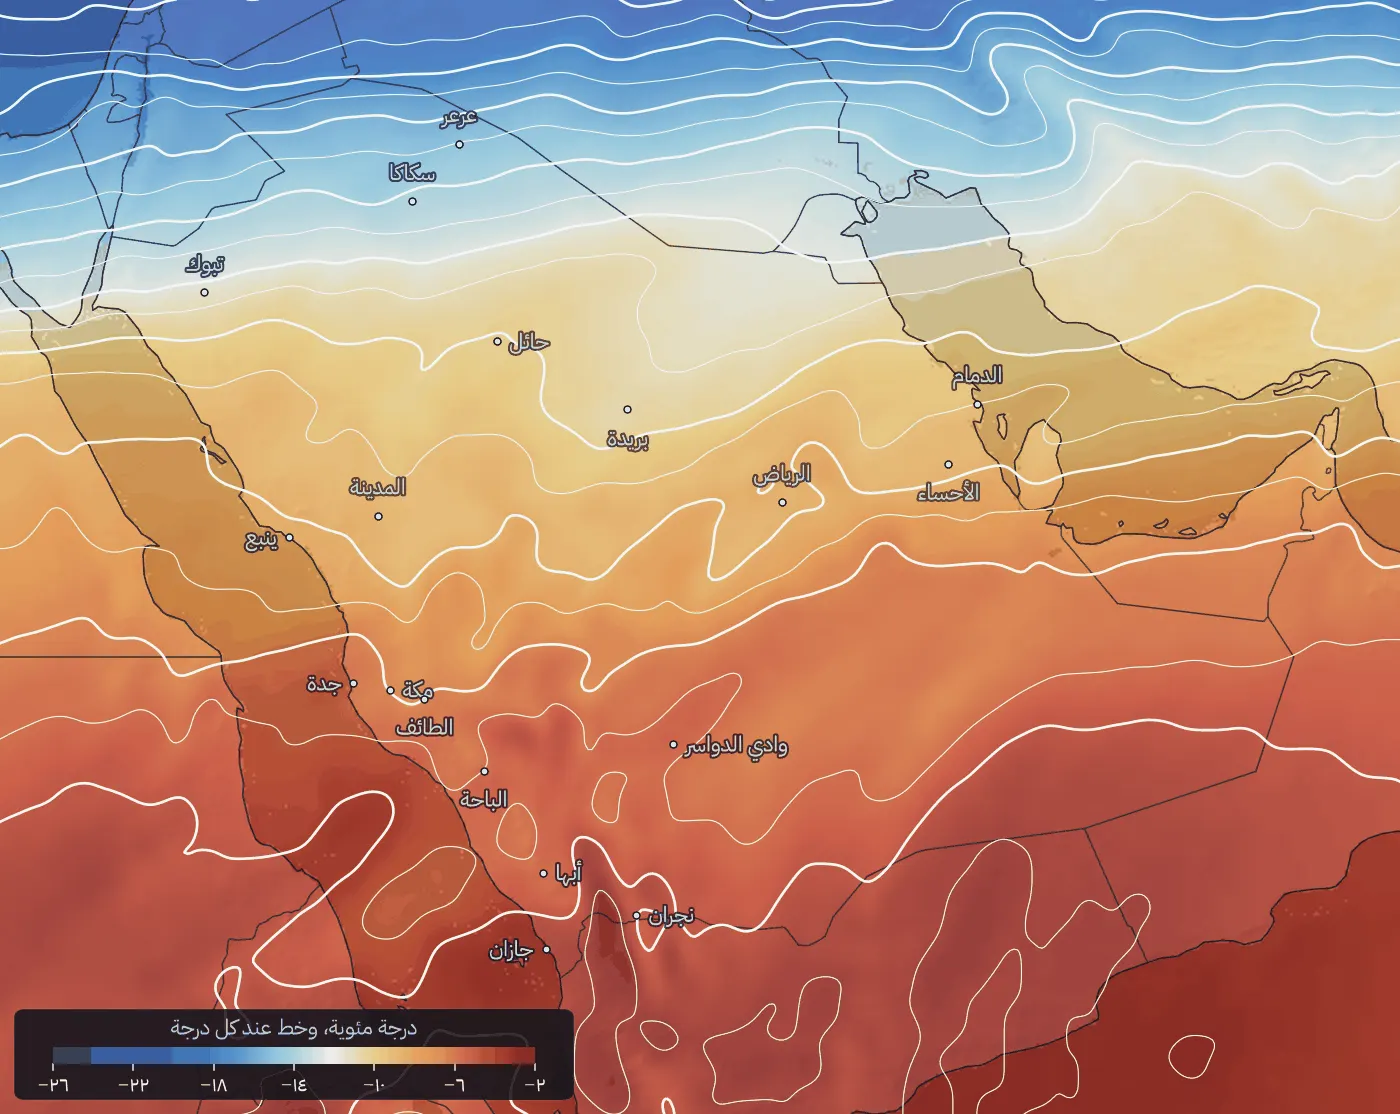 عرعر
سكاكا
تبوك
حائل
الدمام
بريدة
الرياض
الأحساء
المدينة
ينبع
جدة
مكة
الطائف
وادي الدواسر
الباحة
أبها
نجران
جازان
درجة مئوية، وخط عند كل درجة
−٢٦ −٢٢ −١٨ −١٤ −١٠ −٦ −٢